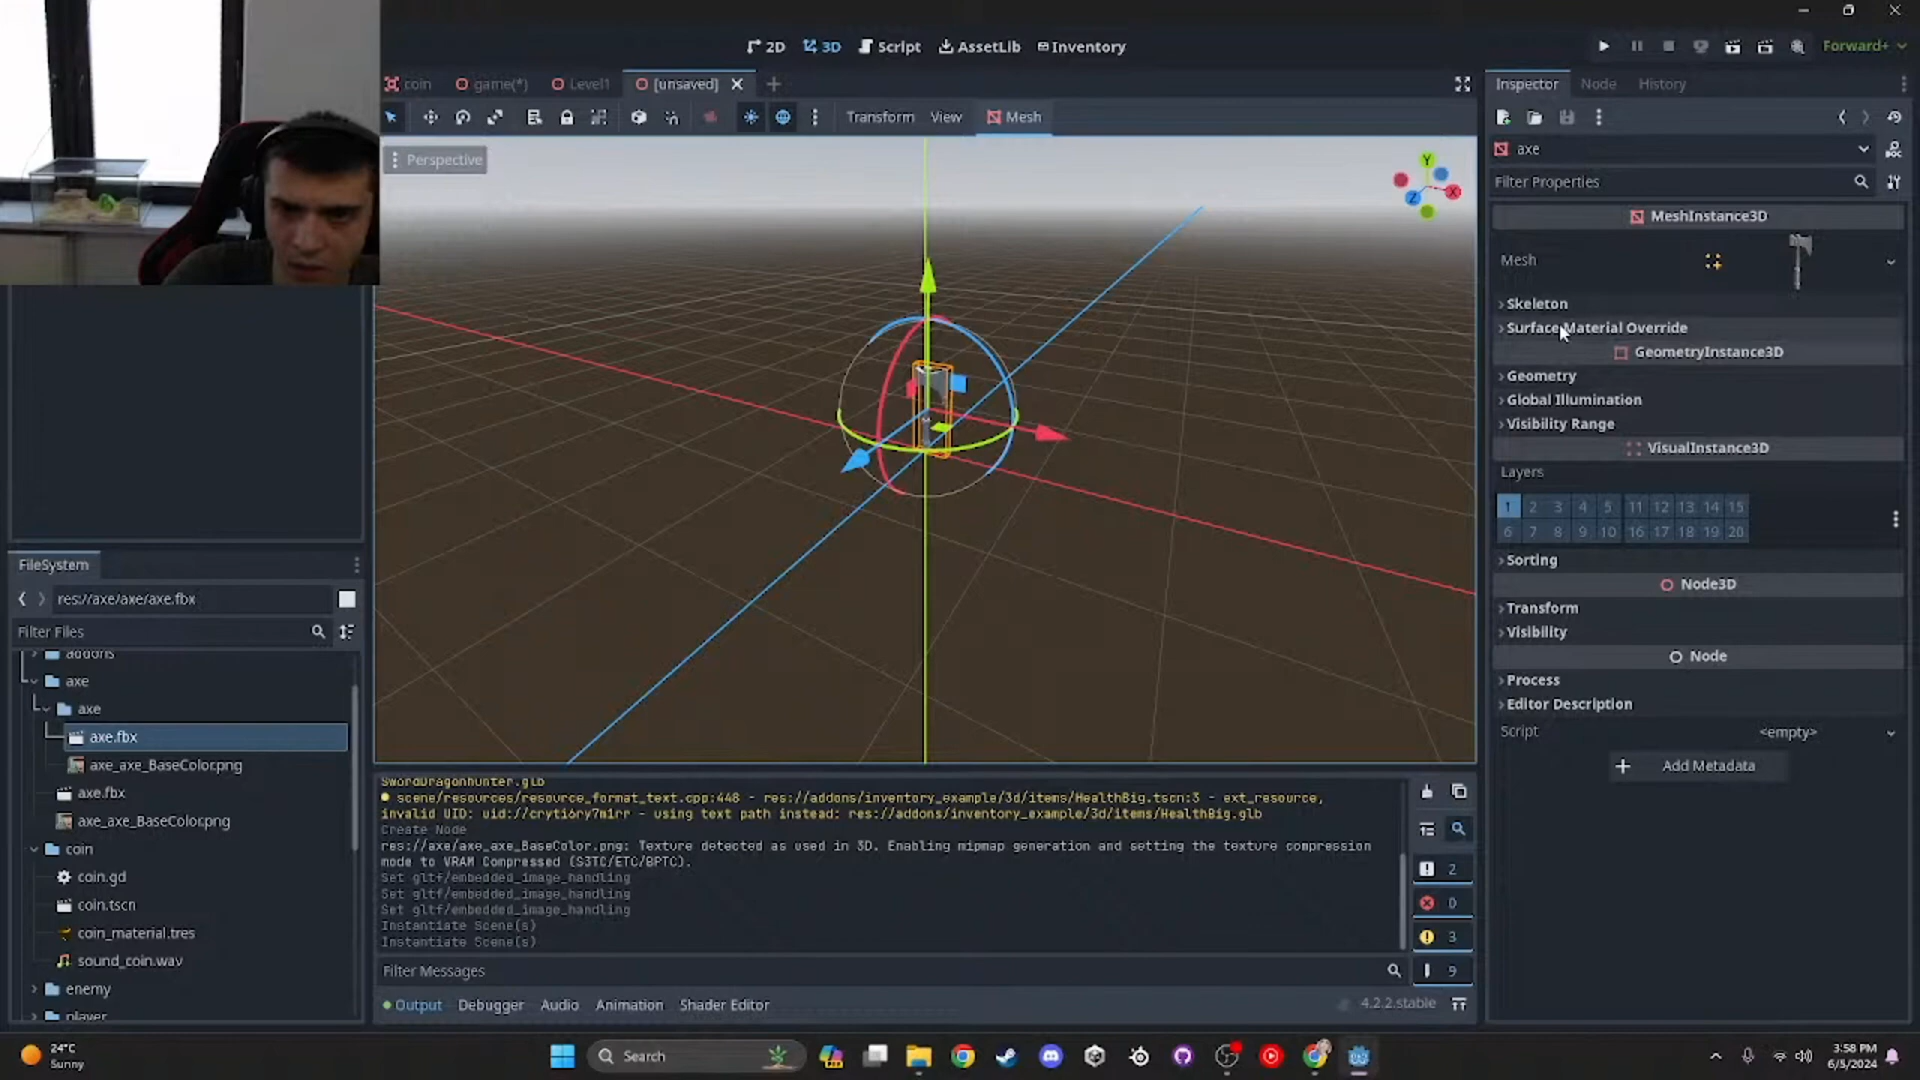 2D 3D Script AssetLib Inventory
Forward+
coin game(*) Level1 [unsaved]
Inspector Node History
Transform View Mesh
axe
Perspective
Y
X
Z
Filter Properties
MeshInstance3D
Mesh
Skeleton
Surface Material Override
GeometryInstance3D
Geometry
Global Illumination
Visibility Range
VisualInstance3D
Layers
1 2 3 4 5 11 12 13 14 15
6 7 8 9 10 16 17 18 19 20
Sorting
Node3D
Transform
Visibility
Node
Process
Editor Description
Script <empty>
Add Metadata
FileSystem
res://axe/axe/axe.fbx
Filter Files
addons
axe
axe
axe.fbx
axe_axe_BaseColor.png
axe.fbx
axe_axe_BaseColor.png
coin
coin.gd
coin.tscn
coin_material.tres
sound_coin.wav
enemy
player
SwordDragonhunter.glb
scene/resources/resource_format_text.cpp:448 - res://addons/inventory_example/3d/items/HealthBig.tscn:3 - ext_resource,
invalid UID: uid://cryti6ry7m1rr - using text path instead: res://addons/inventory_example/3d/items/HealthBig.glb
Create Node
res://axe/axe_axe_BaseColor.png: Texture detected as used in 3D. Enabling mipmap generation and setting the texture compression
mode to VRAM Compressed (S3TC/ETC/BPTC).
Set gltf/embedded_image_handling
Set gltf/embedded_image_handling
Set gltf/embedded_image_handling
Instantiate Scene(s)
Instantiate Scene(s)
2
0
3
9
Filter Messages
Output Debugger Audio Animation Shader Editor
4.2.2.stable
24°C
Sunny
Search
3:58 PM
6/5/2024